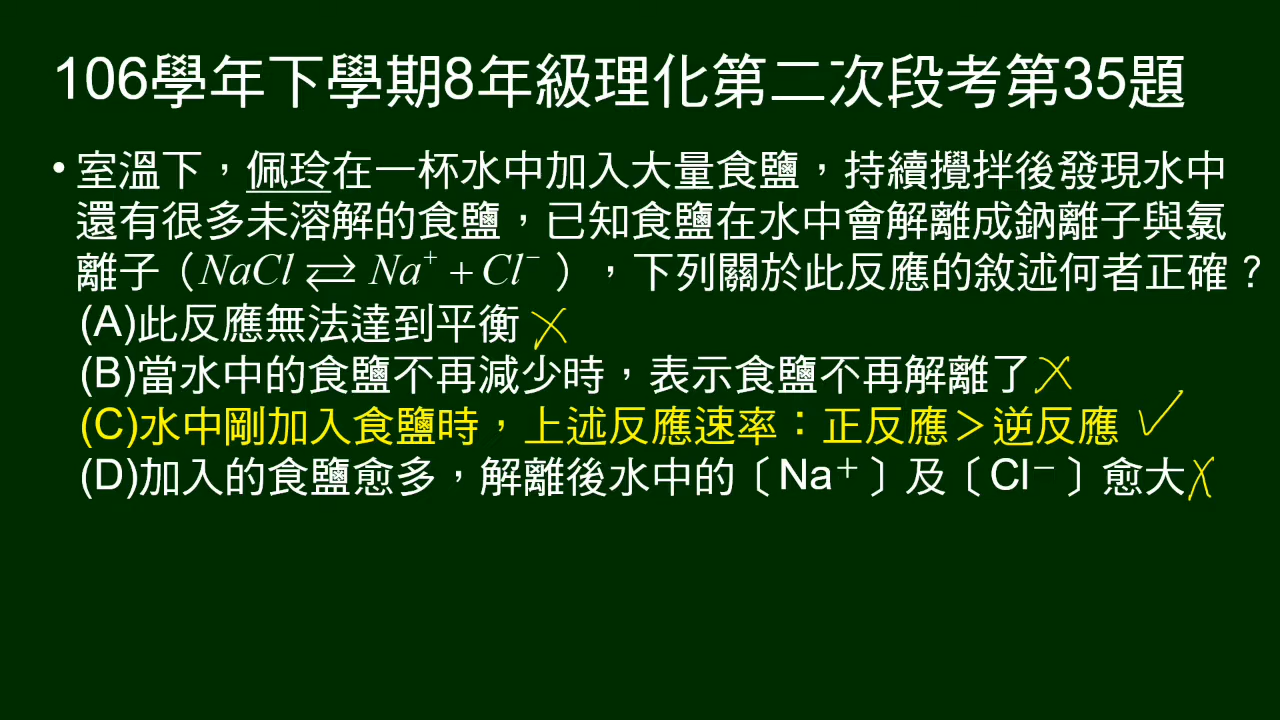 106學年下學期8年級理化第二次段考第35題
• 室溫下，佩玲在一杯水中加入大量食鹽，持續攪拌後發現水中
還有很多未溶解的食鹽，已知食鹽在水中會解離成鈉離子與氯
離子（NaCl ⇌ Na⁺ + Cl⁻），下列關於此反應的敘述何者正確？
(A)此反應無法達到平衡 ×
(B)當水中的食鹽不再減少時，表示食鹽不再解離了 ×
(C)水中剛加入食鹽時，上述反應速率：正反應＞逆反應 ✓
(D)加入的食鹽愈多，解離後水中的〔Na⁺〕及〔Cl⁻〕愈大 ×